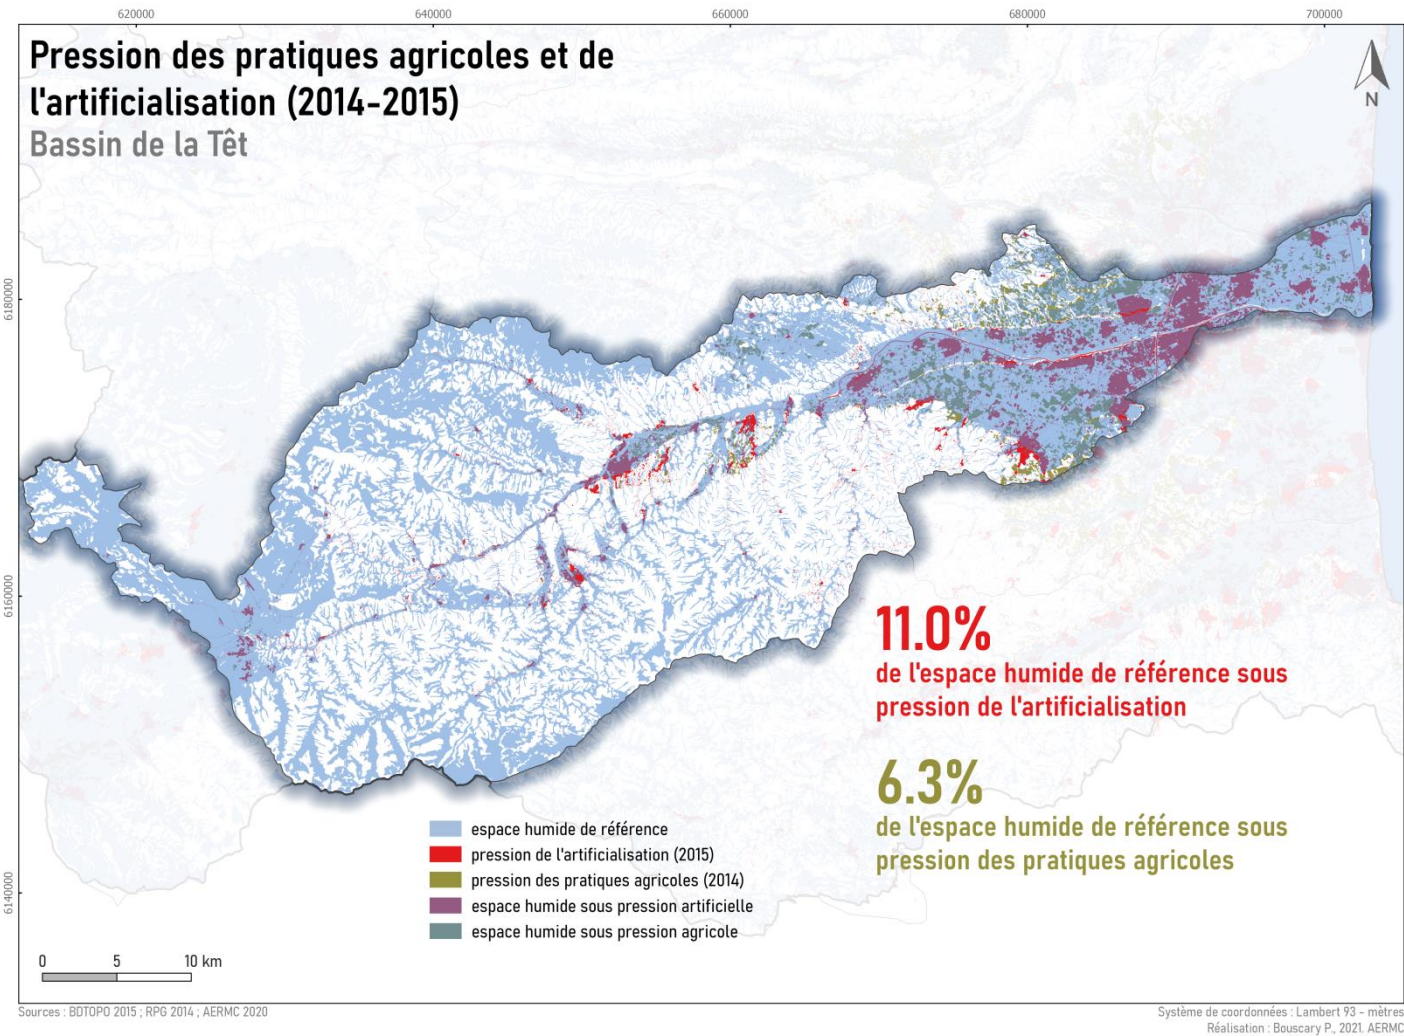 620000
640000
660000
680000
700000
Pression des pratiques agricoles et de
l'artificialisation (2014-2015)
Bassin de la Têt
N
6180000
6160000
6140000
11.0%
de l'espace humide de référence sous
pression de l'artificialisation
6.3%
de l'espace humide de référence sous
pression des pratiques agricoles
espace humide de référence
pression de l'artificialisation (2015)
pression des pratiques agricoles (2014)
espace humide sous pression artificielle
espace humide sous pression agricole
0 5 10 km
Sources : BDTOPO 2015 ; RPG 2014 ; AERMC 2020
Système de coordonnées : Lambert 93 - mètres
Réalisation : Bouscary P., 2021. AERMC